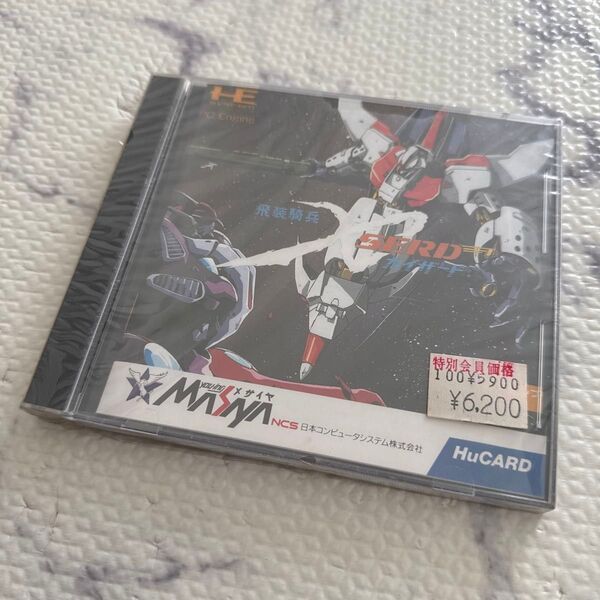 HE
PC Engine
飛装騎兵
SERD
カイザード
特別会員価格
100¥5900
¥6,200
メサイヤ
MASAYA
NCS 日本コンピュータシステム株式会社
HuCARD